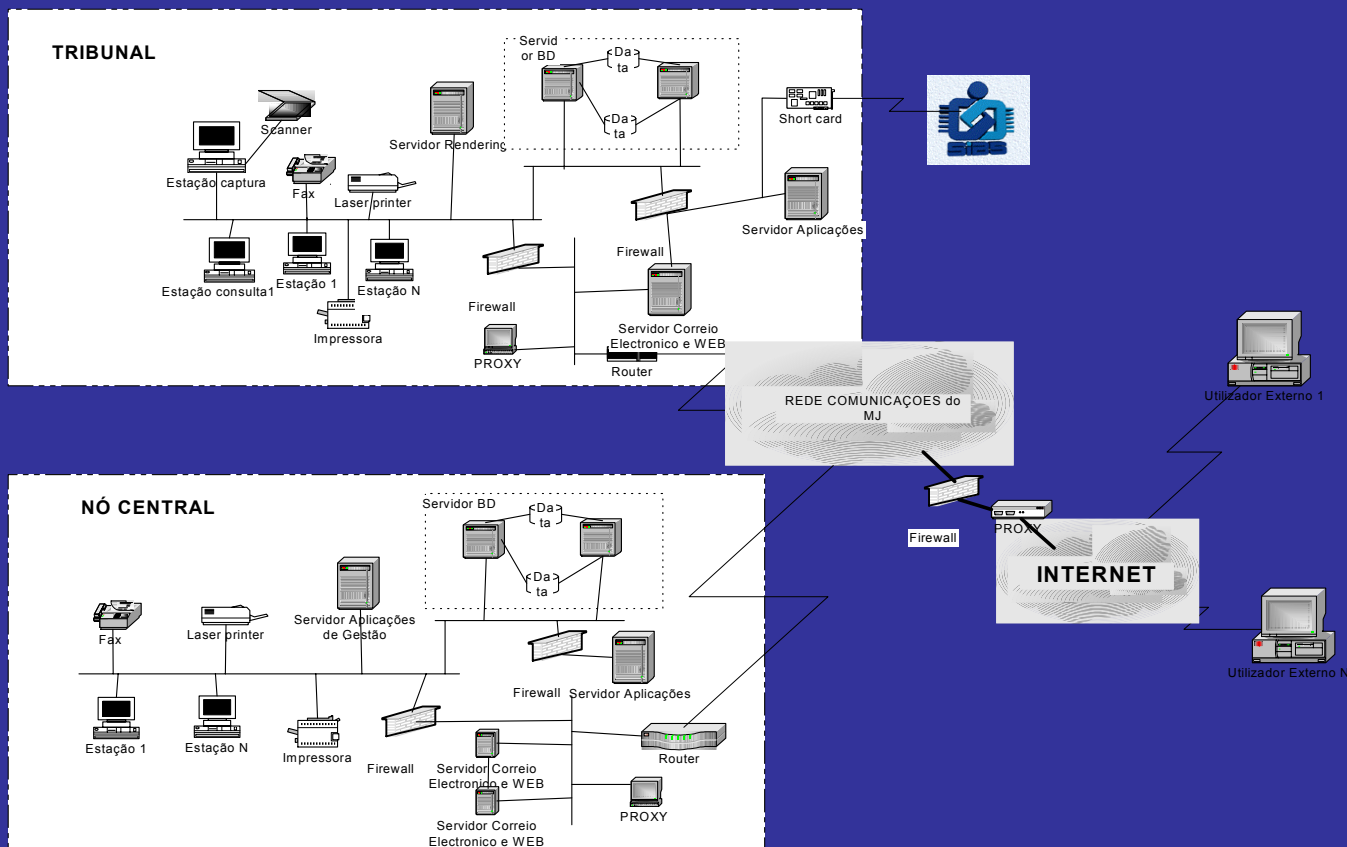 TRIBUNAL
Servid
or BD
Da
ta
Da
ta
Scanner
Servidor Rendering
Short card
SIBS
Estação captura
Fax
Laser printer
Servidor Aplicações
Estação consulta1
Estação 1
Estação N
Firewall
Firewall
Impressora
Servidor Correio
Electronico e WEB
PROXY
Router
REDE COMUNICAÇOES do
MJ
Utilizador Externo 1
NÓ CENTRAL
Servidor BD
Da
ta
Da
ta
Firewall
PROXY
INTERNET
Fax
Laser printer
Servidor Aplicações
de Gestão
Firewall
Servidor Aplicações
Utilizador Externo N
Estação 1
Estação N
Impressora
Firewall
Servidor Correio
Electronico e WEB
Router
PROXY
Servidor Correio
Electronico e WEB